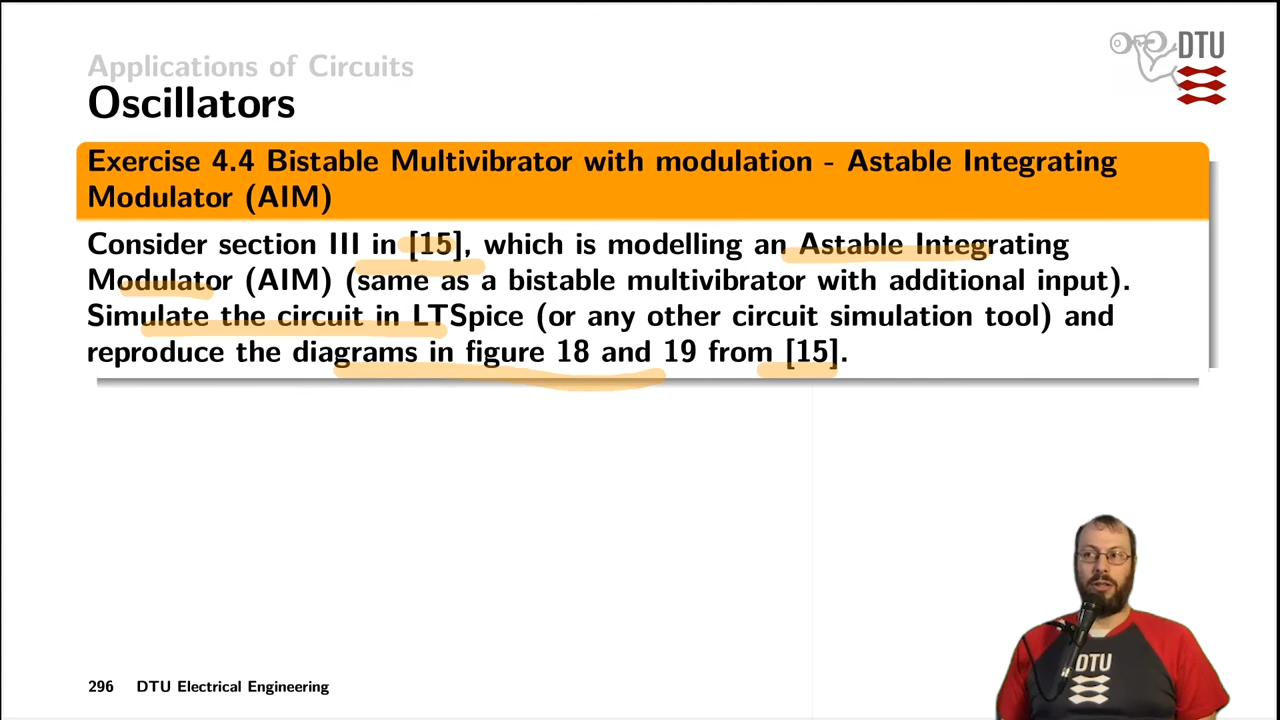 Applications of Circuits
DTU
Oscillators
Exercise 4.4 Bistable Multivibrator with modulation - Astable Integrating
Modulator (AIM)
Consider section III in [15], which is modelling an Astable Integrating
Modulator (AIM) (same as a bistable multivibrator with additional input).
Simulate the circuit in LTSpice (or any other circuit simulation tool) and
reproduce the diagrams in figure 18 and 19 from [15].
DTU
296 DTU Electrical Engineering